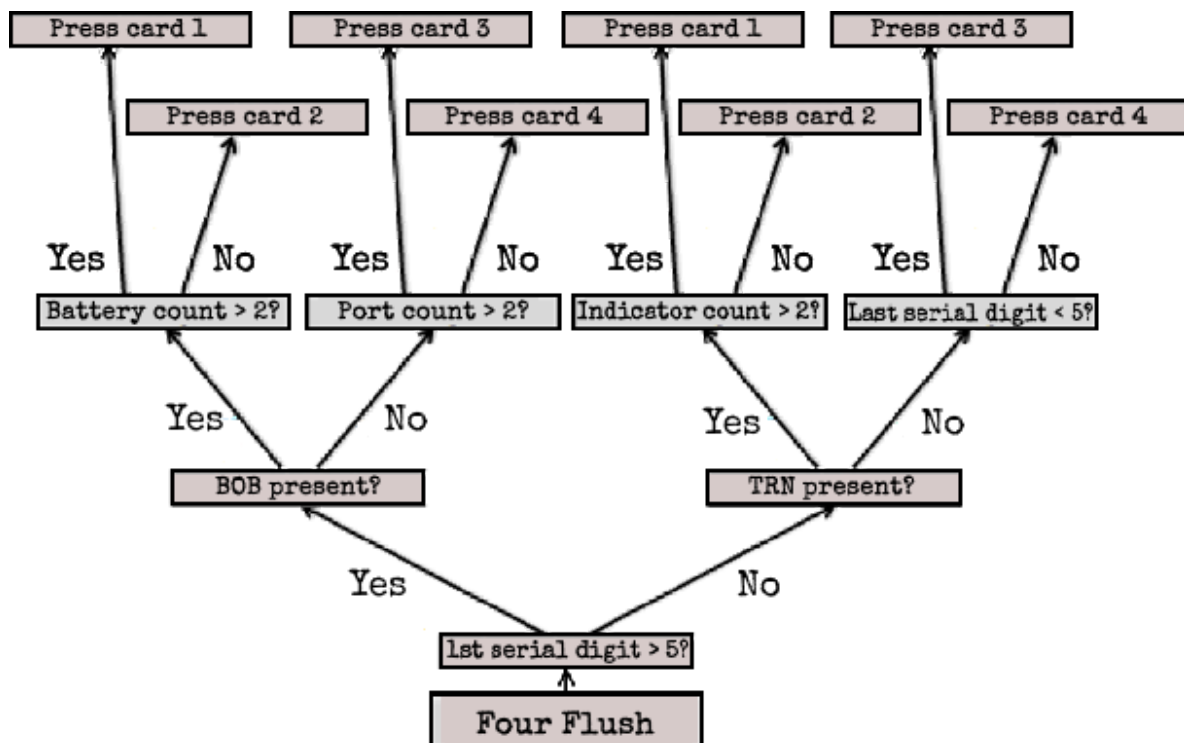 Press card 1
Press card 3
Press card 1
Press card 3
Press card 2
Press card 4
Press card 2
Press card 4
Yes
No
Yes
No
Yes
No
Yes
No
Battery count > 2?
Port count > 2?
Indicator count > 2?
Last serial digit < 5?
Yes
No
Yes
No
BOB present?
TRN present?
Yes
No
1st serial digit > 5?
Four Flush